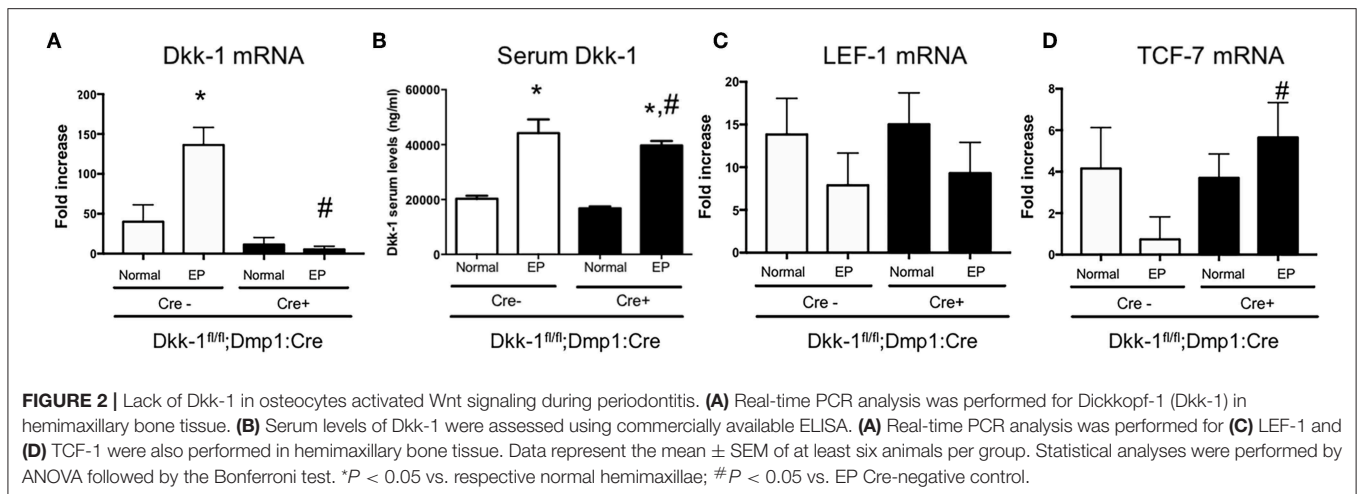 A
Dkk-1 mRNA
Fold increase
200
150
100
50
0
*
#
Normal EP Normal EP
Cre - Cre+
Dkk-1fl/fl;Dmp1:Cre
B
Serum Dkk-1
Dkk-1 serum levels (ng/ml)
60000
40000
20000
0
*
*,#
Normal EP Normal EP
Cre- Cre+
Dkk-1fl/fl;Dmp1:Cre
C
LEF-1 mRNA
Fold increase
20
15
10
5
0
Normal EP Normal EP
Cre - Cre+
Dkk-1fl/fl;Dmp1:Cre
D
TCF-7 mRNA
Fold increase
8
6
4
2
0
#
Normal EP Normal EP
Cre - Cre+
Dkk-1fl/fl;Dmp1:Cre
FIGURE 2 | Lack of Dkk-1 in osteocytes activated Wnt signaling during periodontitis. (A) Real-time PCR analysis was performed for Dickkopf-1 (Dkk-1) in
hemimaxillary bone tissue. (B) Serum levels of Dkk-1 were assessed using commercially available ELISA. (A) Real-time PCR analysis was performed for (C) LEF-1 and
(D) TCF-1 were also performed in hemimaxillary bone tissue. Data represent the mean ± SEM of at least six animals per group. Statistical analyses were performed by
ANOVA followed by the Bonferroni test. *P < 0.05 vs. respective normal hemimaxillae; #P < 0.05 vs. EP Cre-negative control.